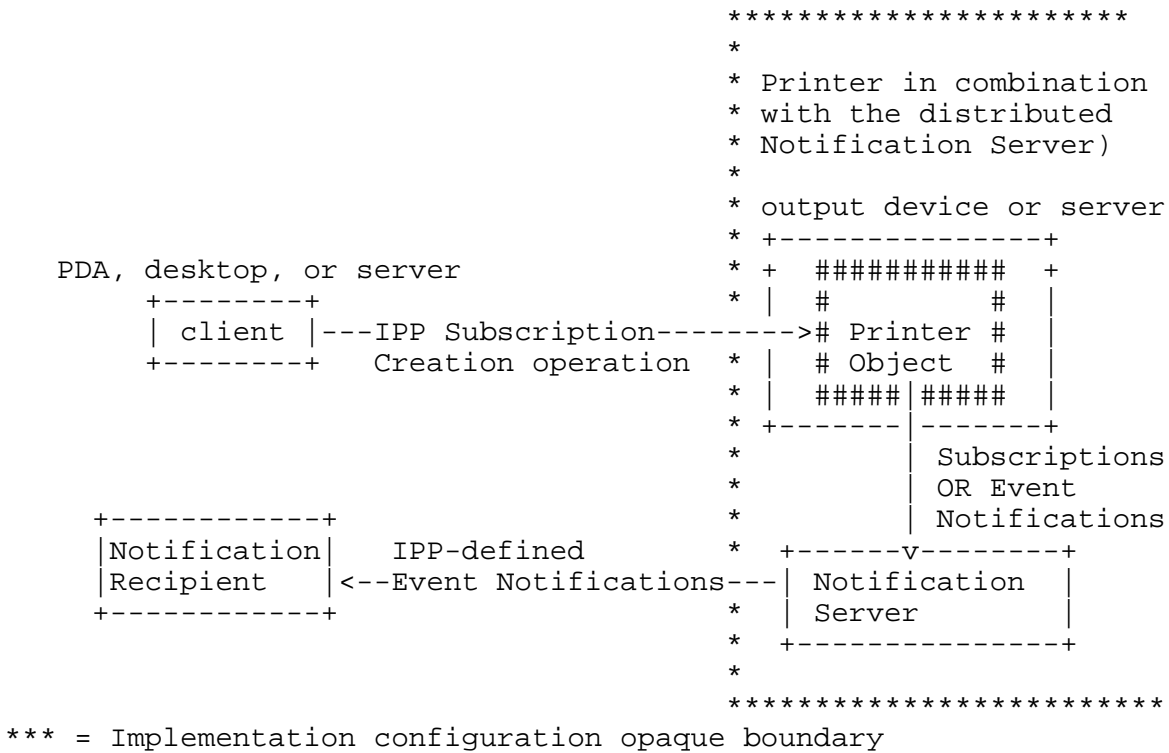 ***********************
*
* Printer in combination
* with the distributed
* Notification Server)
*
* output device or server
* +---------------+
PDA, desktop, or server * + ########### +
+--------+ * | # # |
| client |---IPP Subscription--------># Printer # |
+--------+ Creation operation * | # Object # |
* | #####|##### |
* +-------|-------+
* | Subscriptions
* | OR Event
+------------+ * | Notifications
|Notification| IPP-defined * +------v--------+
|Recipient |<--Event Notifications---| Notification |
+------------+ * | Server |
* +---------------+
*
*************************
*** = Implementation configuration opaque boundary